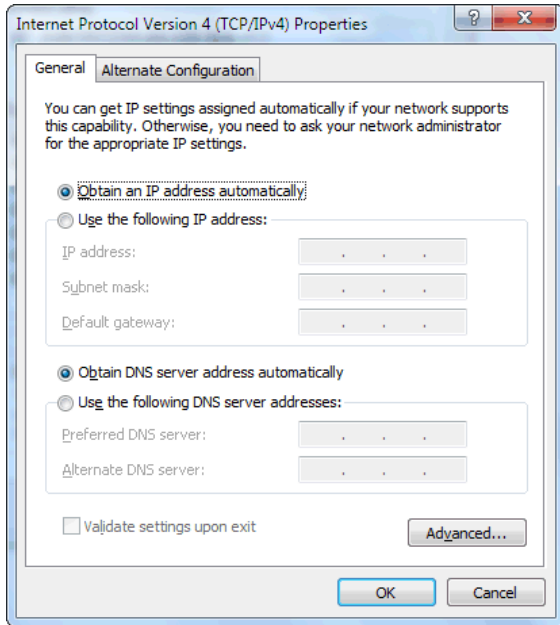 Internet Protocol Version 4 (TCP/IPv4) Properties
?
General
Alternate Configuration
You can get IP settings assigned automatically if your network supports
this capability. Otherwise, you need to ask your network administrator
for the appropriate IP settings.
Obtain an IP address automatically
Use the following IP address:
IP address:
. . .
Subnet mask:
. . .
Default gateway:
. . .
Obtain DNS server address automatically
Use the following DNS server addresses:
Preferred DNS server:
. . .
Alternate DNS server:
. . .
Validate settings upon exit
Advanced...
OK
Cancel